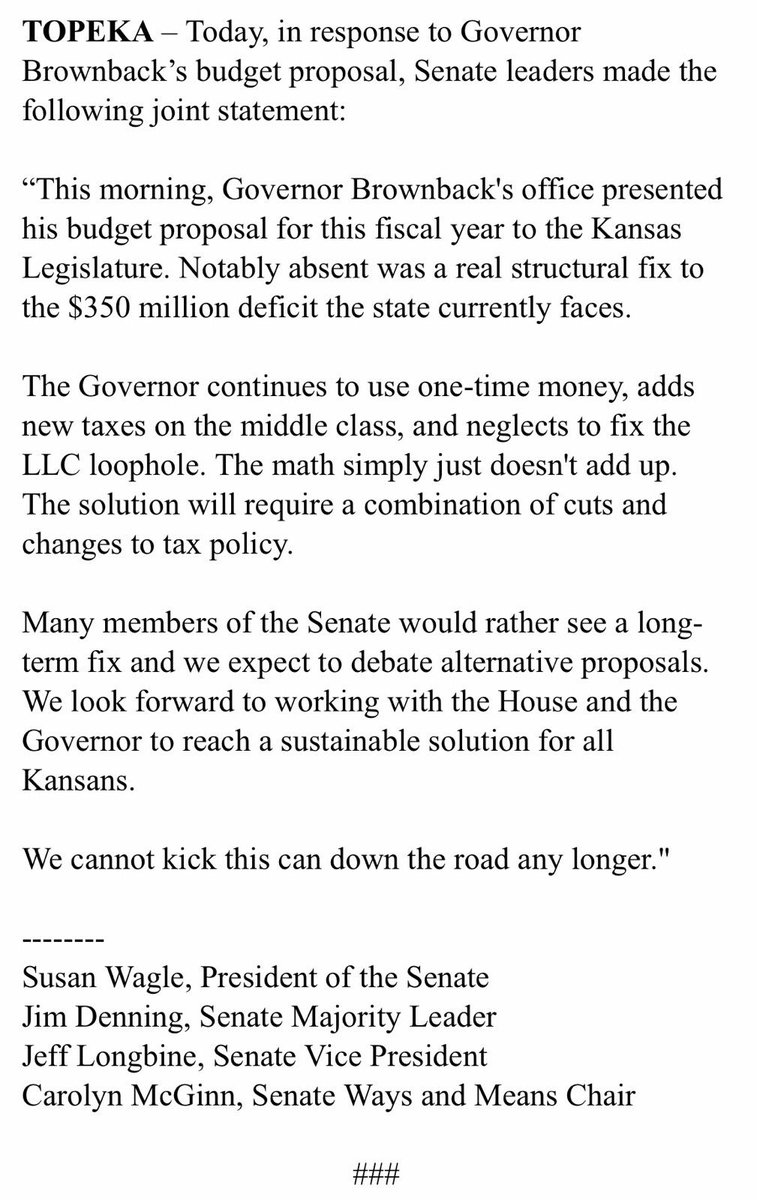 TOPEKA – Today, in response to Governor
Brownback’s budget proposal, Senate leaders made the
following joint statement:
“This morning, Governor Brownback's office presented
his budget proposal for this fiscal year to the Kansas
Legislature. Notably absent was a real structural fix to
the $350 million deficit the state currently faces.
The Governor continues to use one-time money, adds
new taxes on the middle class, and neglects to fix the
LLC loophole. The math simply just doesn't add up.
The solution will require a combination of cuts and
changes to tax policy.
Many members of the Senate would rather see a long-
term fix and we expect to debate alternative proposals.
We look forward to working with the House and the
Governor to reach a sustainable solution for all
Kansans.
We cannot kick this can down the road any longer."
--------
Susan Wagle, President of the Senate
Jim Denning, Senate Majority Leader
Jeff Longbine, Senate Vice President
Carolyn McGinn, Senate Ways and Means Chair
###